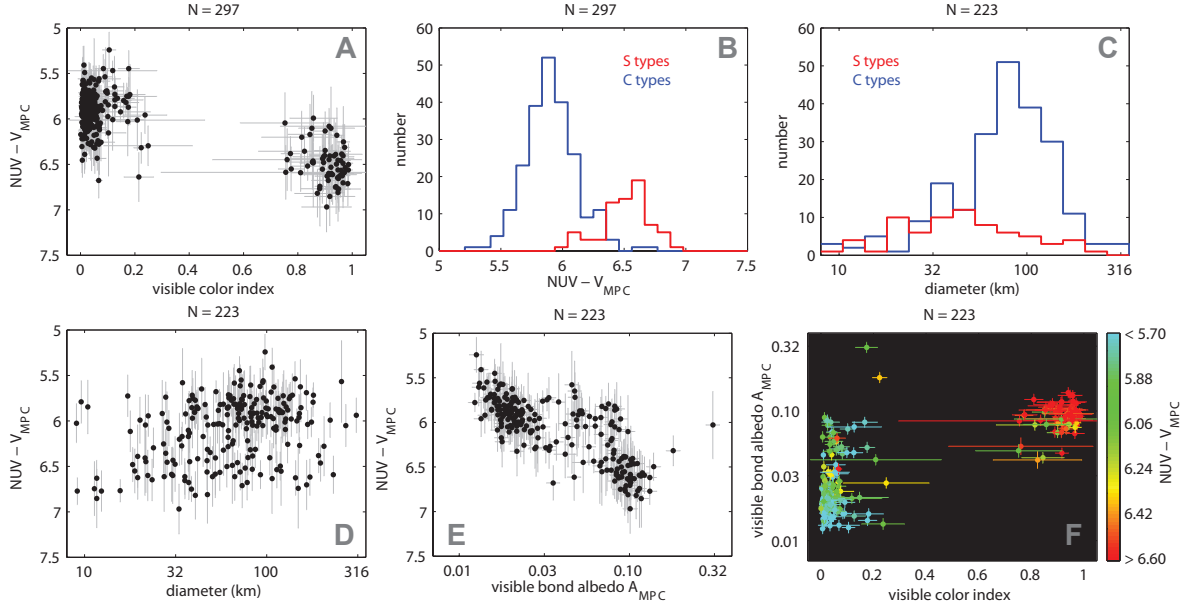 N = 297
A
5
5.5
6
6.5
7
7.5
NUV – V_MPC
0 0.2 0.4 0.6 0.8 1
visible color index
N = 297
B
S types
C types
60
50
40
30
20
10
0
number
5 5.5 6 6.5 7 7.5
NUV – V_MPC
N = 223
C
S types
C types
60
50
40
30
20
10
0
number
10 32 100 316
diameter (km)
N = 223
D
5
5.5
6
6.5
7
7.5
NUV – V_MPC
10 32 100 316
diameter (km)
N = 223
E
5
5.5
6
6.5
7
7.5
NUV – V_MPC
0.01 0.03 0.10 0.32
visible bond albedo A_MPC
N = 223
F
0.32
0.10
0.03
0.01
visible bond albedo A_MPC
0 0.2 0.4 0.6 0.8 1
visible color index
< 5.70
5.88
6.06
6.24
6.42
> 6.60
NUV – V_MPC